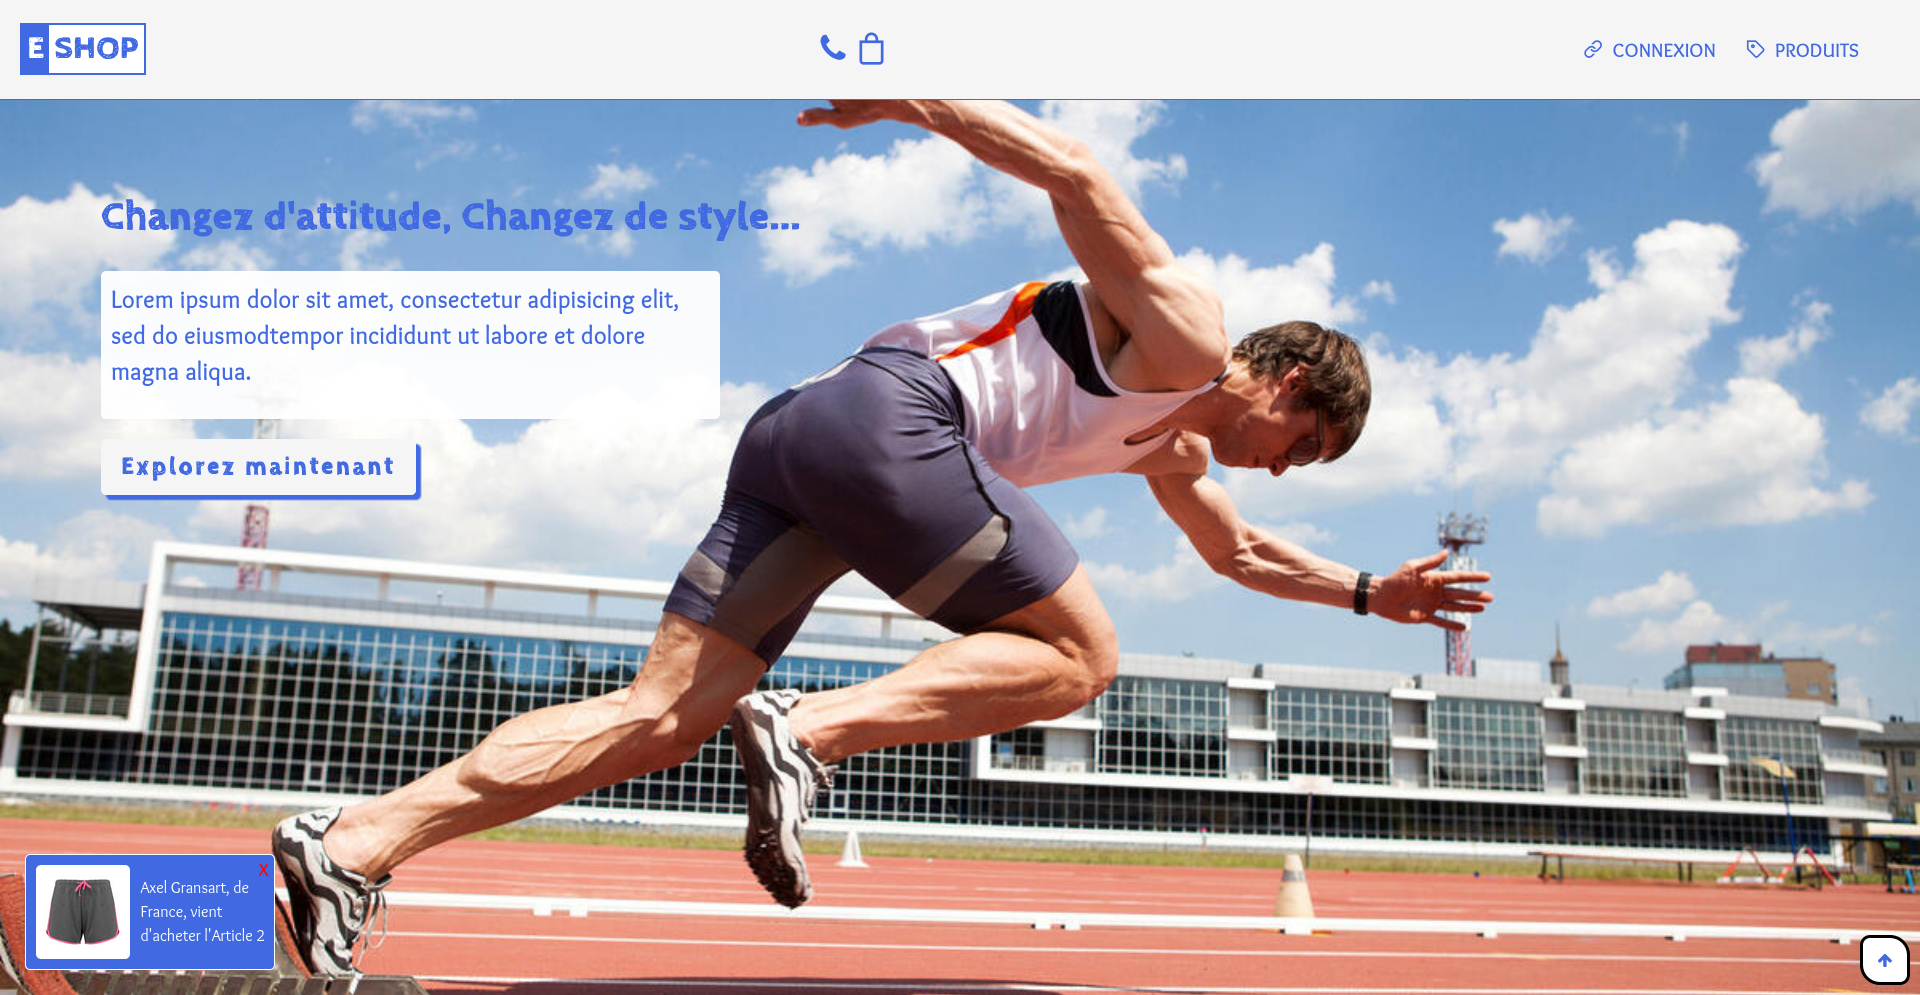 E SHOP
CONNEXION
PRODUITS
Changez d'attitude, Changez de style...
Lorem ipsum dolor sit amet, consectetur adipisicing elit,
sed do eiusmodtempor incididunt ut labore et dolore
magna aliqua.
Explorez maintenant
X
Axel Gransart, de
France, vient
d'acheter l'Article 2